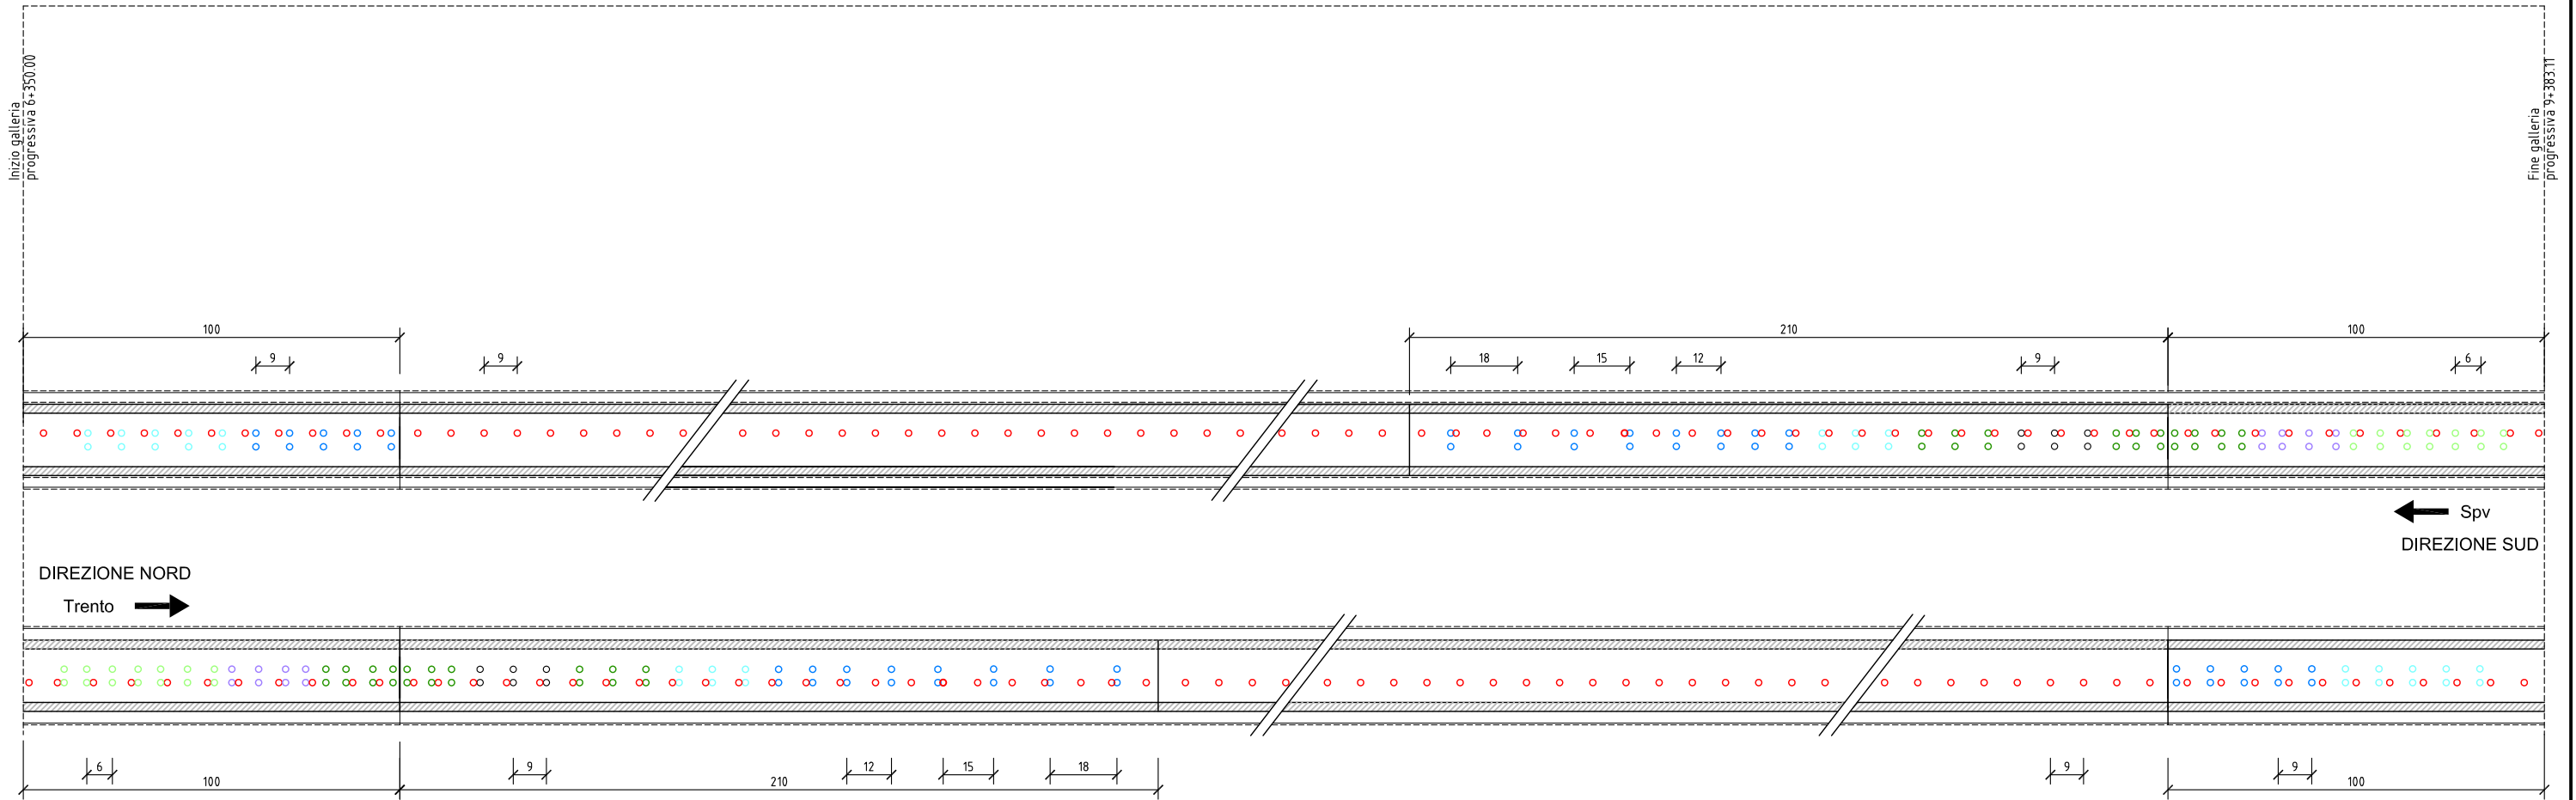 Inizio galleria
progressiva 6+350.00
Fine galleria
progressiva 9+383.11
100
210
100
9
9
18
15
12
9
6
Spv
DIREZIONE SUD
DIREZIONE NORD
Trento
6
9
12
15
18
9
9
100
210
100